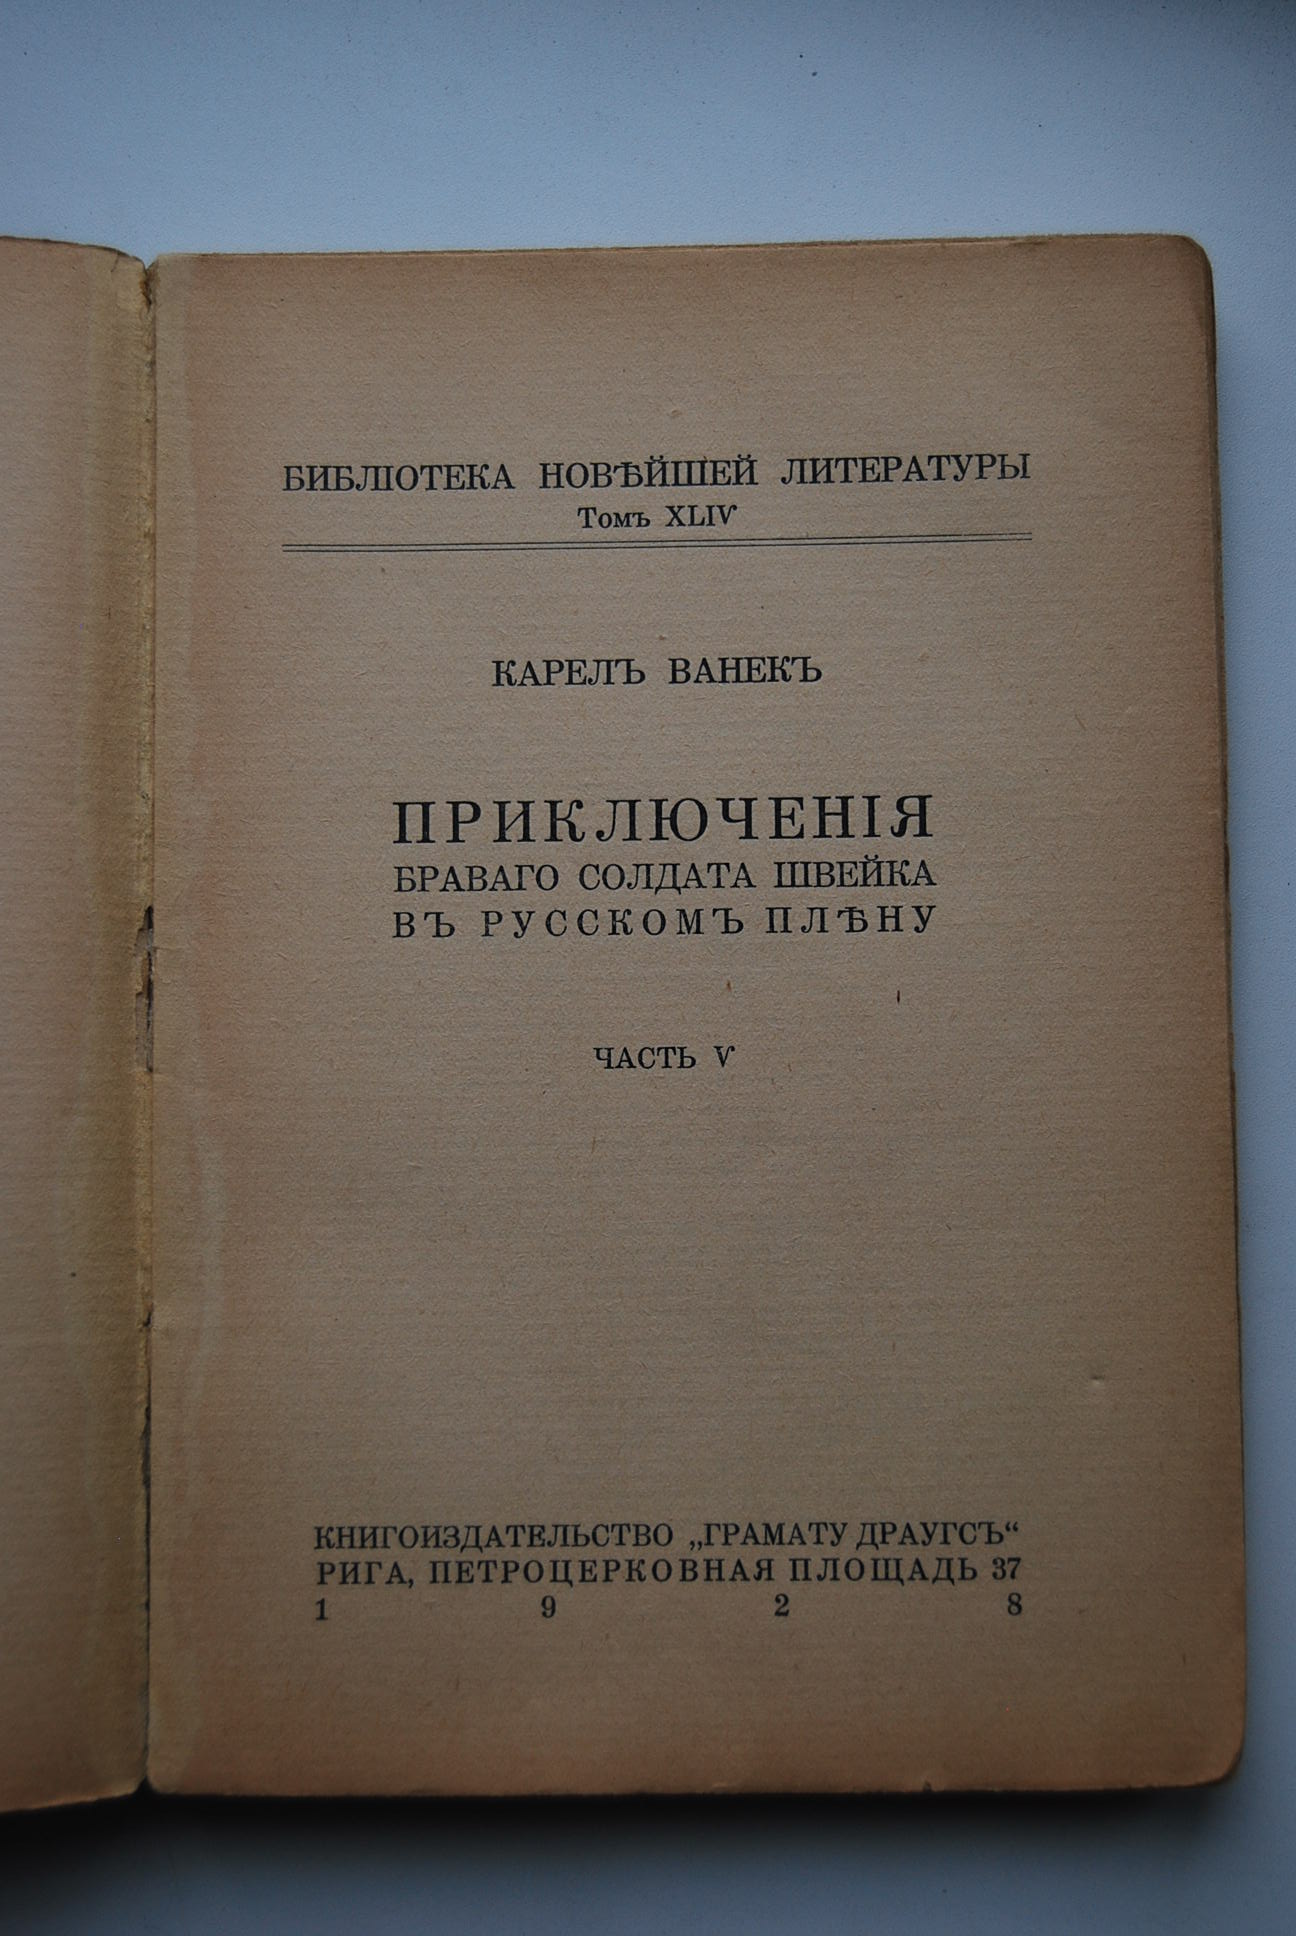 БИБЛІОТЕКА НОВѢЙШЕЙ ЛИТЕРАТУРЫ
Томъ XLIV
КАРЕЛЪ ВАНЕКЪ
ПРИКЛЮЧЕНІЯ
БРАВАГО СОЛДАТА ШВЕЙКА
ВЪ РУССКОМЪ ПЛѢНУ
ЧАСТЬ V
КНИГОИЗДАТЕЛЬСТВО „ГРАМАТУ ДРАУГСЪ“
РИГА, ПЕТРОЦЕРКОВНАЯ ПЛОЩАДЬ 37
1 9 2 8